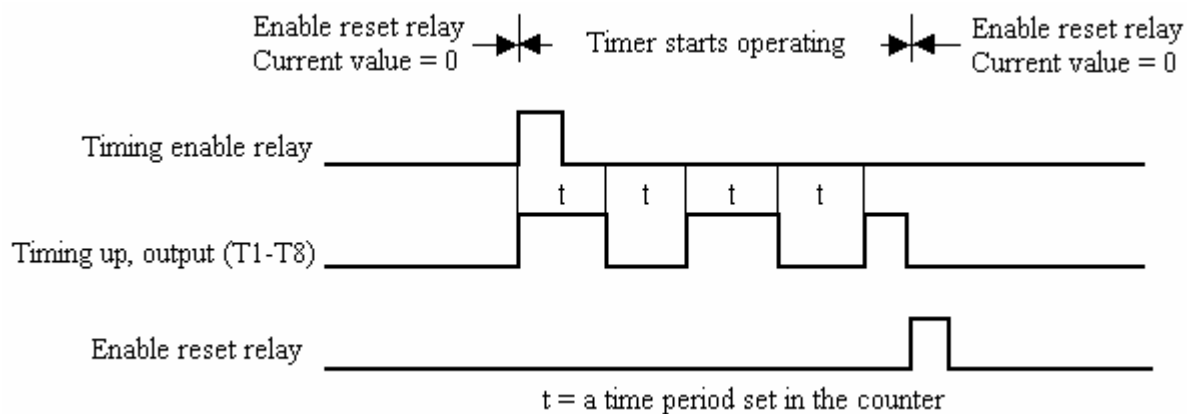 Enable reset relay
Current value = 0
Timer starts operating
Enable reset relay
Current value = 0
Timing enable relay
t t t t
Timing up, output (T1-T8)
Enable reset relay
t = a time period set in the counter